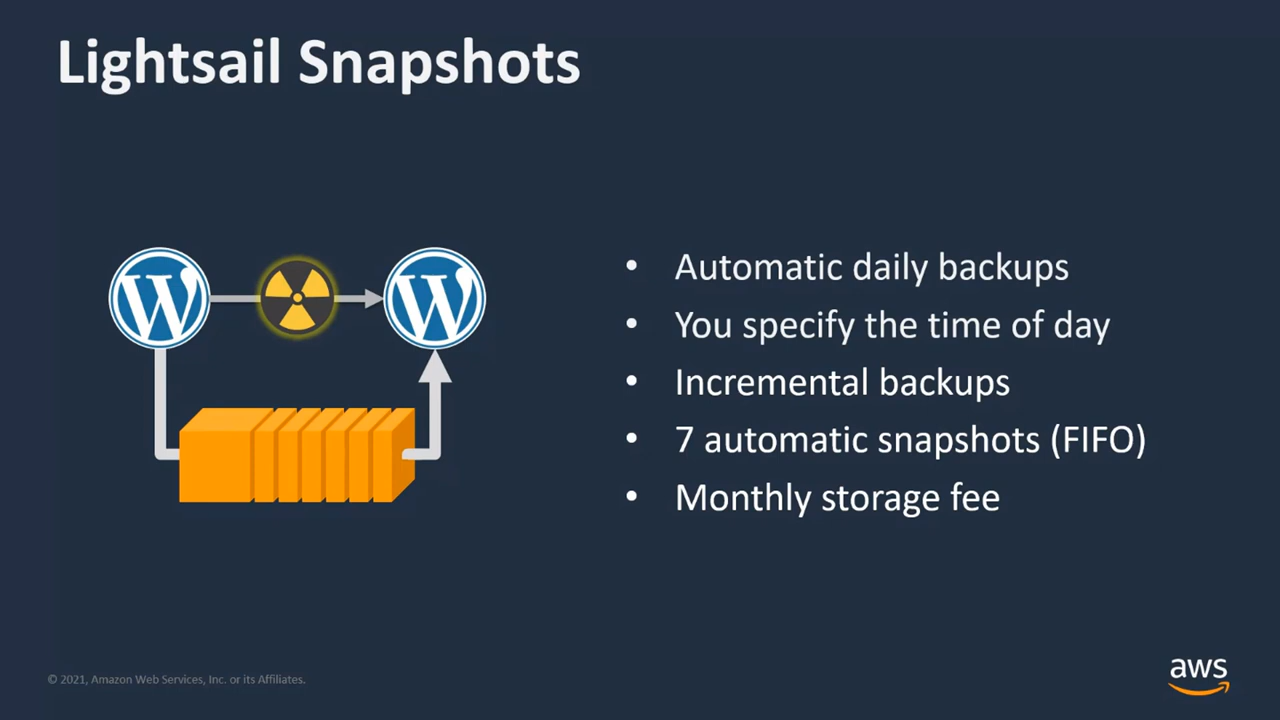 Lightsail Snapshots
• Automatic daily backups
• You specify the time of day
• Incremental backups
• 7 automatic snapshots (FIFO)
• Monthly storage fee
© 2021, Amazon Web Services, Inc. or its Affiliates.
aws